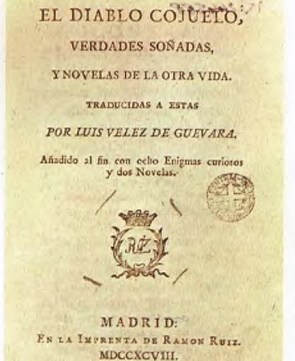 EL DIABLO COJUELO,
VERDADES SOÑADAS,
Y NOVELAS DE LA OTRA VIDA.
TRADUCIDAS A ESTAS
POR LUIS VELEZ DE GUEVARA.
Añadido al fin con ocho Enigmas curiosos
y dos Novelas.
MADRID:
EN LA IMPRENTA DE RAMON RUIZ.
MDCCXCVIII.